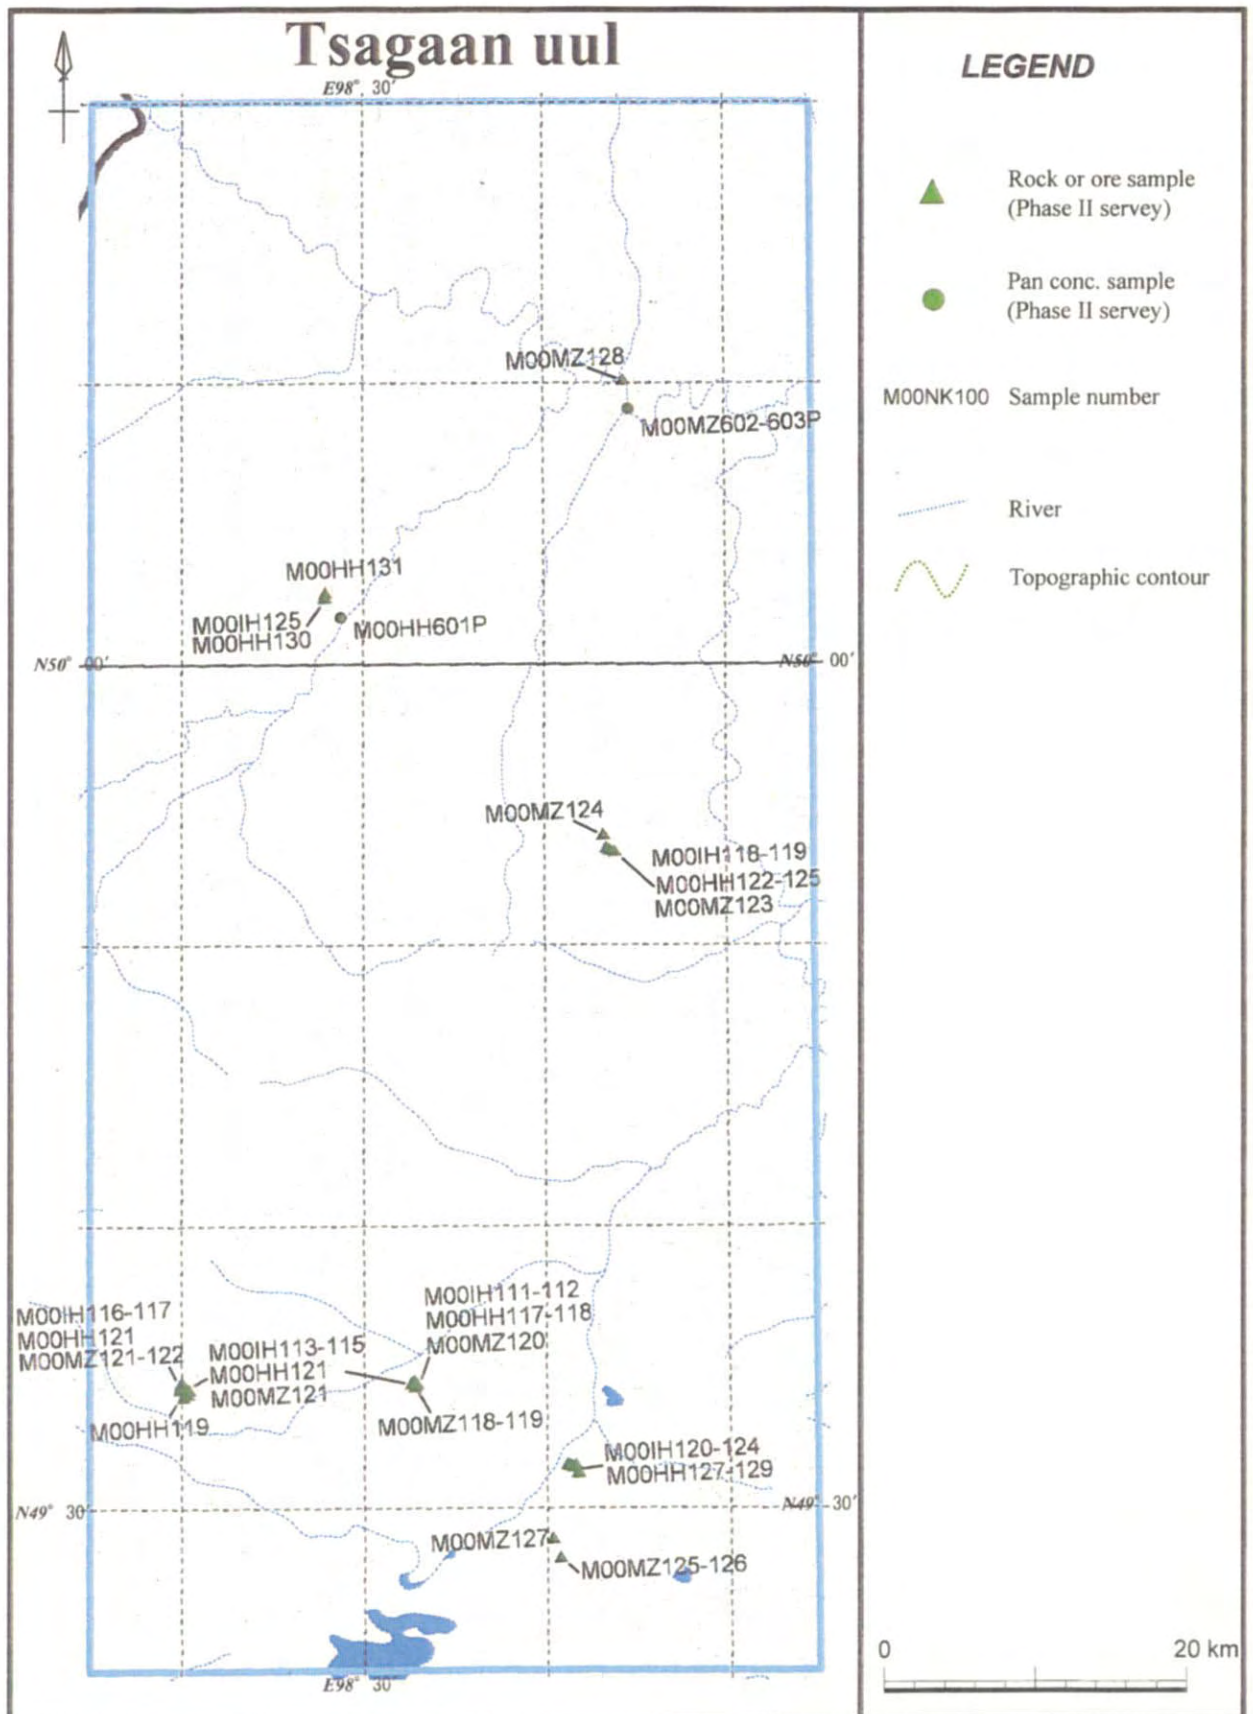 Tsagaan uul
E98°, 30′
M00MZ128
M00MZ602-603P
M00HH131
M00IH125
M00HH130
M00HH601P
N50° 00′
N50° 00′
M00MZ124
M00IH118-119
M00HH122-125
M00MZ123
M00IH116-117
M00HH121
M00MZ121-122
M00IH113-115
M00HH121
M00MZ121
M00HH119
M00IH111-112
M00HH117-118
M00MZ120
M00MZ118-119
M00IH120-124
M00HH127-129
N49° 30′
N49° 30′
M00MZ127
M00MZ125-126
E98° 30′
LEGEND
Rock or ore sample
(Phase II servey)
Pan conc. sample
(Phase II servey)
M00NK100 Sample number
River
Topographic contour
0 20 km